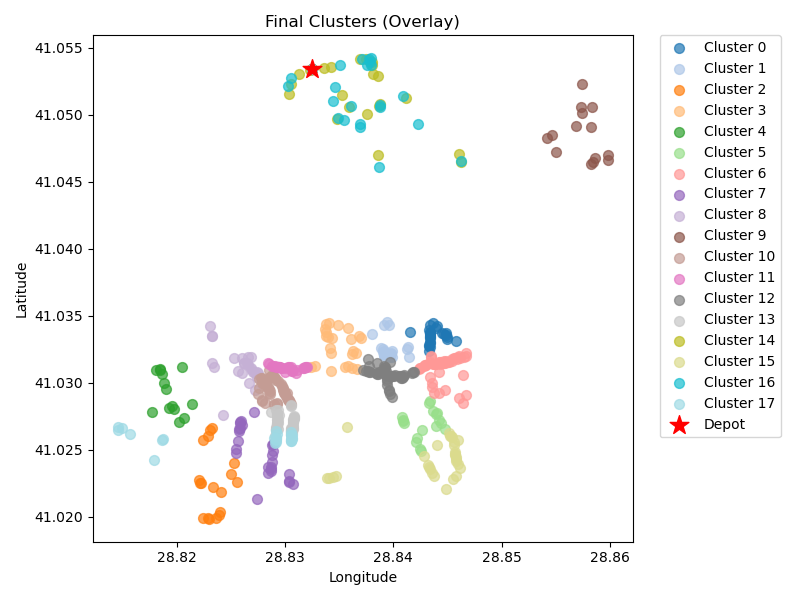 Final Clusters (Overlay)
41.055
41.050
41.045
41.040
41.035
41.030
41.025
41.020
Latitude
28.82 28.83 28.84 28.85 28.86
Longitude
Cluster 0
Cluster 1
Cluster 2
Cluster 3
Cluster 4
Cluster 5
Cluster 6
Cluster 7
Cluster 8
Cluster 9
Cluster 10
Cluster 11
Cluster 12
Cluster 13
Cluster 14
Cluster 15
Cluster 16
Cluster 17
Depot